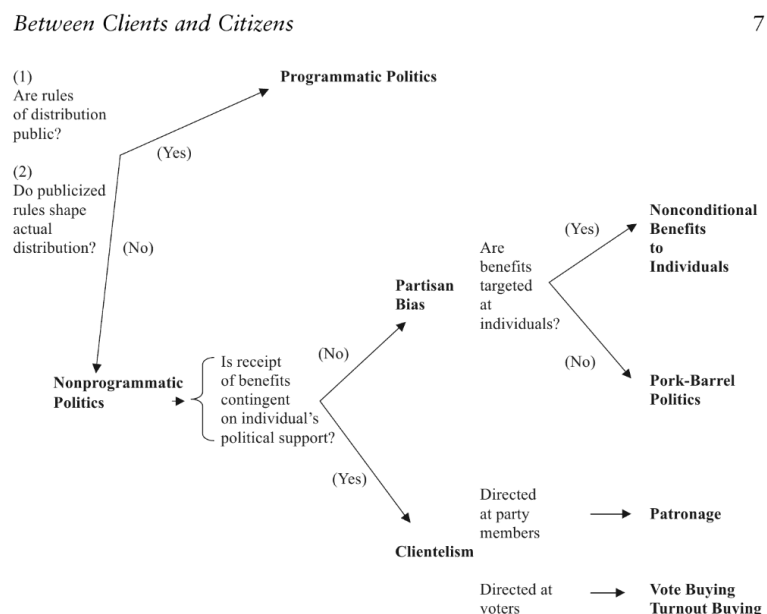 Between Clients and Citizens
7
(1)
Are rules
of distribution
public?
Programmatic Politics
(Yes)
(2)
Do publicized
rules shape
actual
distribution?
(No)
Nonprogrammatic
Politics
Is receipt
of benefits
contingent
on individual's
political support?
(No)
Partisan
Bias
Are
benefits
targeted
at
individuals?
(Yes)
Nonconditional
Benefits
to
Individuals
(No)
Pork-Barrel
Politics
(Yes)
Clientelism
Directed
at party
members
Patronage
Directed at
voters
Vote Buying
Turnout Buying